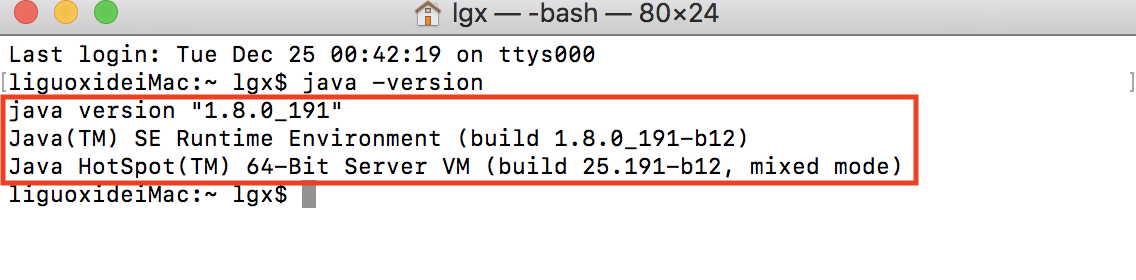 lgx — -bash — 80×24
Last login: Tue Dec 25 00:42:19 on ttys000
[liguoxideiMac:~ lgx$ java -version ]
java version "1.8.0_191"
Java(TM) SE Runtime Environment (build 1.8.0_191-b12)
Java HotSpot(TM) 64-Bit Server VM (build 25.191-b12, mixed mode)
liguoxideiMac:~ lgx$